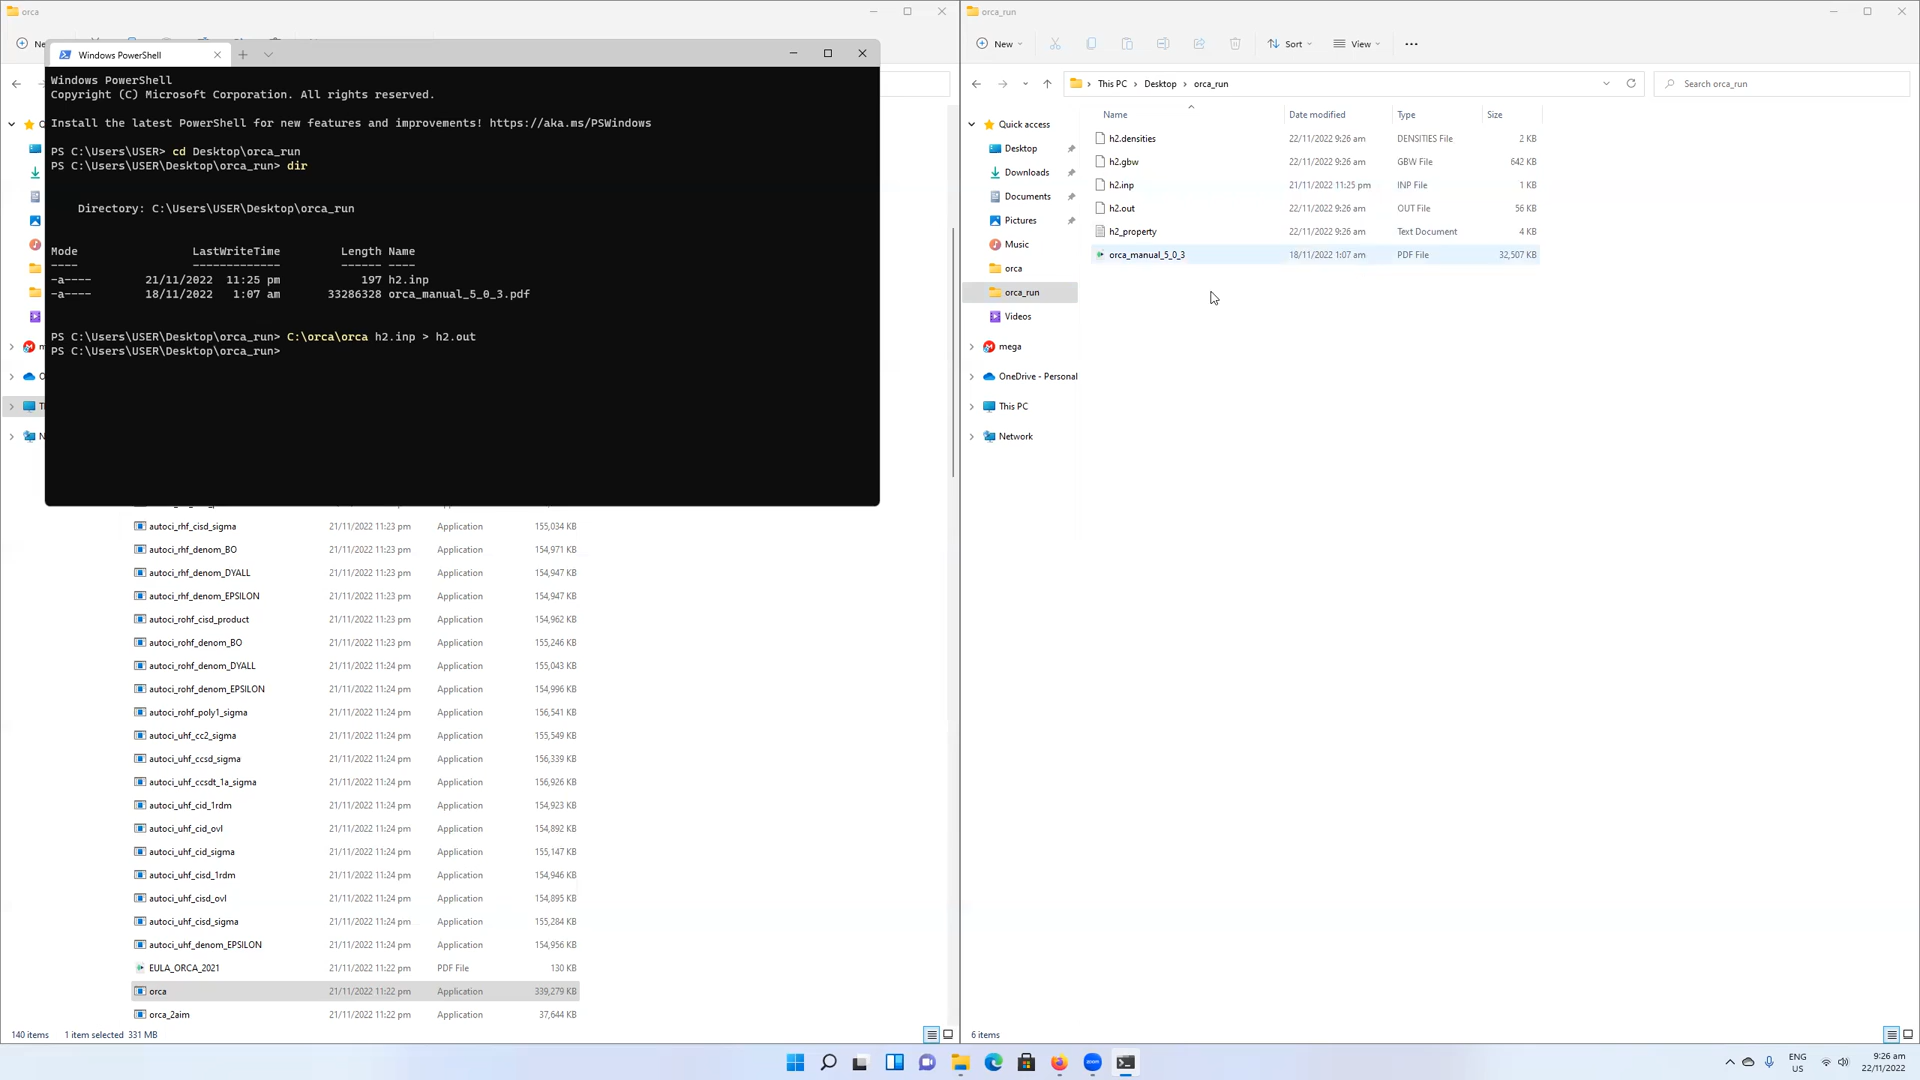 orca
Windows PowerShell
Windows PowerShell
Copyright (C) Microsoft Corporation. All rights reserved.
Install the latest PowerShell for new features and improvements! https://aka.ms/PSWindows
PS C:\Users\USER> cd Desktop\orca_run
PS C:\Users\USER\Desktop\orca_run> dir
Directory: C:\Users\USER\Desktop\orca_run
Mode LastWriteTime Length Name
---- ------------- ------ ----
-a---- 21/11/2022 11:25 pm 197 h2.inp
-a---- 18/11/2022 1:07 am 33286328 orca_manual_5_0_3.pdf
PS C:\Users\USER\Desktop\orca_run> C:\orca\orca h2.inp > h2.out
PS C:\Users\USER\Desktop\orca_run>
autoci_rhf_cisd_sigma 21/11/2022 11:23 pm Application 155,034 KB
autoci_rhf_denom_BO 21/11/2022 11:23 pm Application 154,971 KB
autoci_rhf_denom_DYALL 21/11/2022 11:23 pm Application 154,947 KB
autoci_rhf_denom_EPSILON 21/11/2022 11:23 pm Application 154,947 KB
autoci_rohf_cisd_product 21/11/2022 11:23 pm Application 154,962 KB
autoci_rohf_denom_BO 21/11/2022 11:23 pm Application 155,246 KB
autoci_rohf_denom_DYALL 21/11/2022 11:24 pm Application 155,043 KB
autoci_rohf_denom_EPSILON 21/11/2022 11:24 pm Application 154,996 KB
autoci_rohf_poly1_sigma 21/11/2022 11:24 pm Application 156,541 KB
autoci_uhf_cc2_sigma 21/11/2022 11:24 pm Application 155,549 KB
autoci_uhf_ccsd_sigma 21/11/2022 11:24 pm Application 156,339 KB
autoci_uhf_ccsdt_1a_sigma 21/11/2022 11:24 pm Application 156,926 KB
autoci_uhf_cid_1rdm 21/11/2022 11:24 pm Application 154,923 KB
autoci_uhf_cid_ovl 21/11/2022 11:24 pm Application 154,892 KB
autoci_uhf_cid_sigma 21/11/2022 11:24 pm Application 155,147 KB
autoci_uhf_cisd_1rdm 21/11/2022 11:24 pm Application 154,946 KB
autoci_uhf_cisd_ovl 21/11/2022 11:24 pm Application 154,895 KB
autoci_uhf_cisd_sigma 21/11/2022 11:24 pm Application 155,284 KB
autoci_uhf_denom_EPSILON 21/11/2022 11:24 pm Application 154,956 KB
EULA_ORCA_2021 21/11/2022 11:22 pm PDF File 130 KB
orca 21/11/2022 11:22 pm Application 339,279 KB
orca_2aim 21/11/2022 11:22 pm Application 37,644 KB
140 items 1 item selected 331 MB
orca_run
New Sort View
This PC > Desktop > orca_run
Search orca_run
Quick access
Desktop
Downloads
Documents
Pictures
Music
orca
orca_run
Videos
mega
OneDrive - Personal
This PC
Network
Name Date modified Type Size
h2.densities 22/11/2022 9:26 am DENSITIES File 2 KB
h2.gbw 22/11/2022 9:26 am GBW File 642 KB
h2.inp 21/11/2022 11:25 pm INP File 1 KB
h2.out 22/11/2022 9:26 am OUT File 56 KB
h2_property 22/11/2022 9:26 am Text Document 4 KB
orca_manual_5_0_3 18/11/2022 1:07 am PDF File 32,507 KB
6 items
zoom
ENG
US
9:26 am
22/11/2022